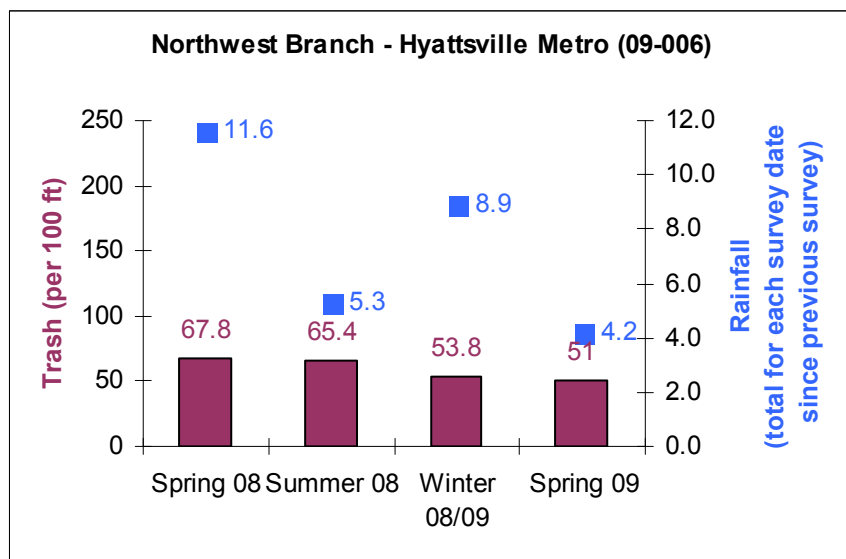 Northwest Branch - Hyattsville Metro (09-006)
Trash (per 100 ft)
250
200
150
100
50
0
11.6
5.3
8.9
4.2
67.8
65.4
53.8
51
12.0
10.0
8.0
6.0
4.0
2.0
0.0
Rainfall
(total for each survey date
since previous survey)
Spring 08
Summer 08
Winter
08/09
Spring 09